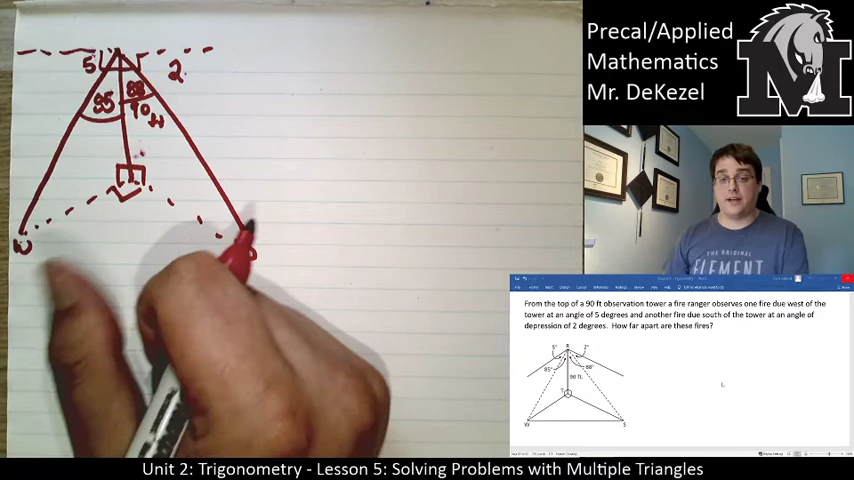 Precal/Applied
Mathematics
Mr. DeKezel
5
2
85
88
90
W
THE ORIGINAL
ELEMENT
From the top of a 90 ft observation tower a fire ranger observes one fire due west of the
tower at an angle of 5 degrees and another fire due south of the tower at an angle of
depression of 2 degrees. How far apart are these fires?
5° R 2°
85° 88°
90 ft.
T
W S
Unit 2: Trigonometry - Lesson 5: Solving Problems with Multiple Triangles